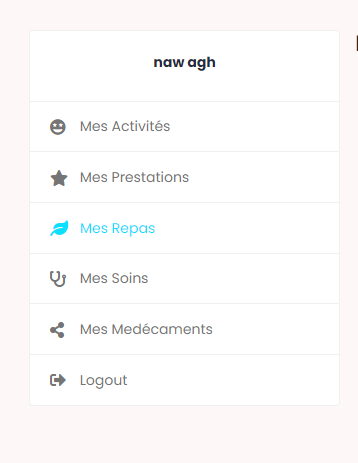 naw agh
Mes Activités
Mes Prestations
Mes Repas
Mes Soins
Mes Medécaments
Logout